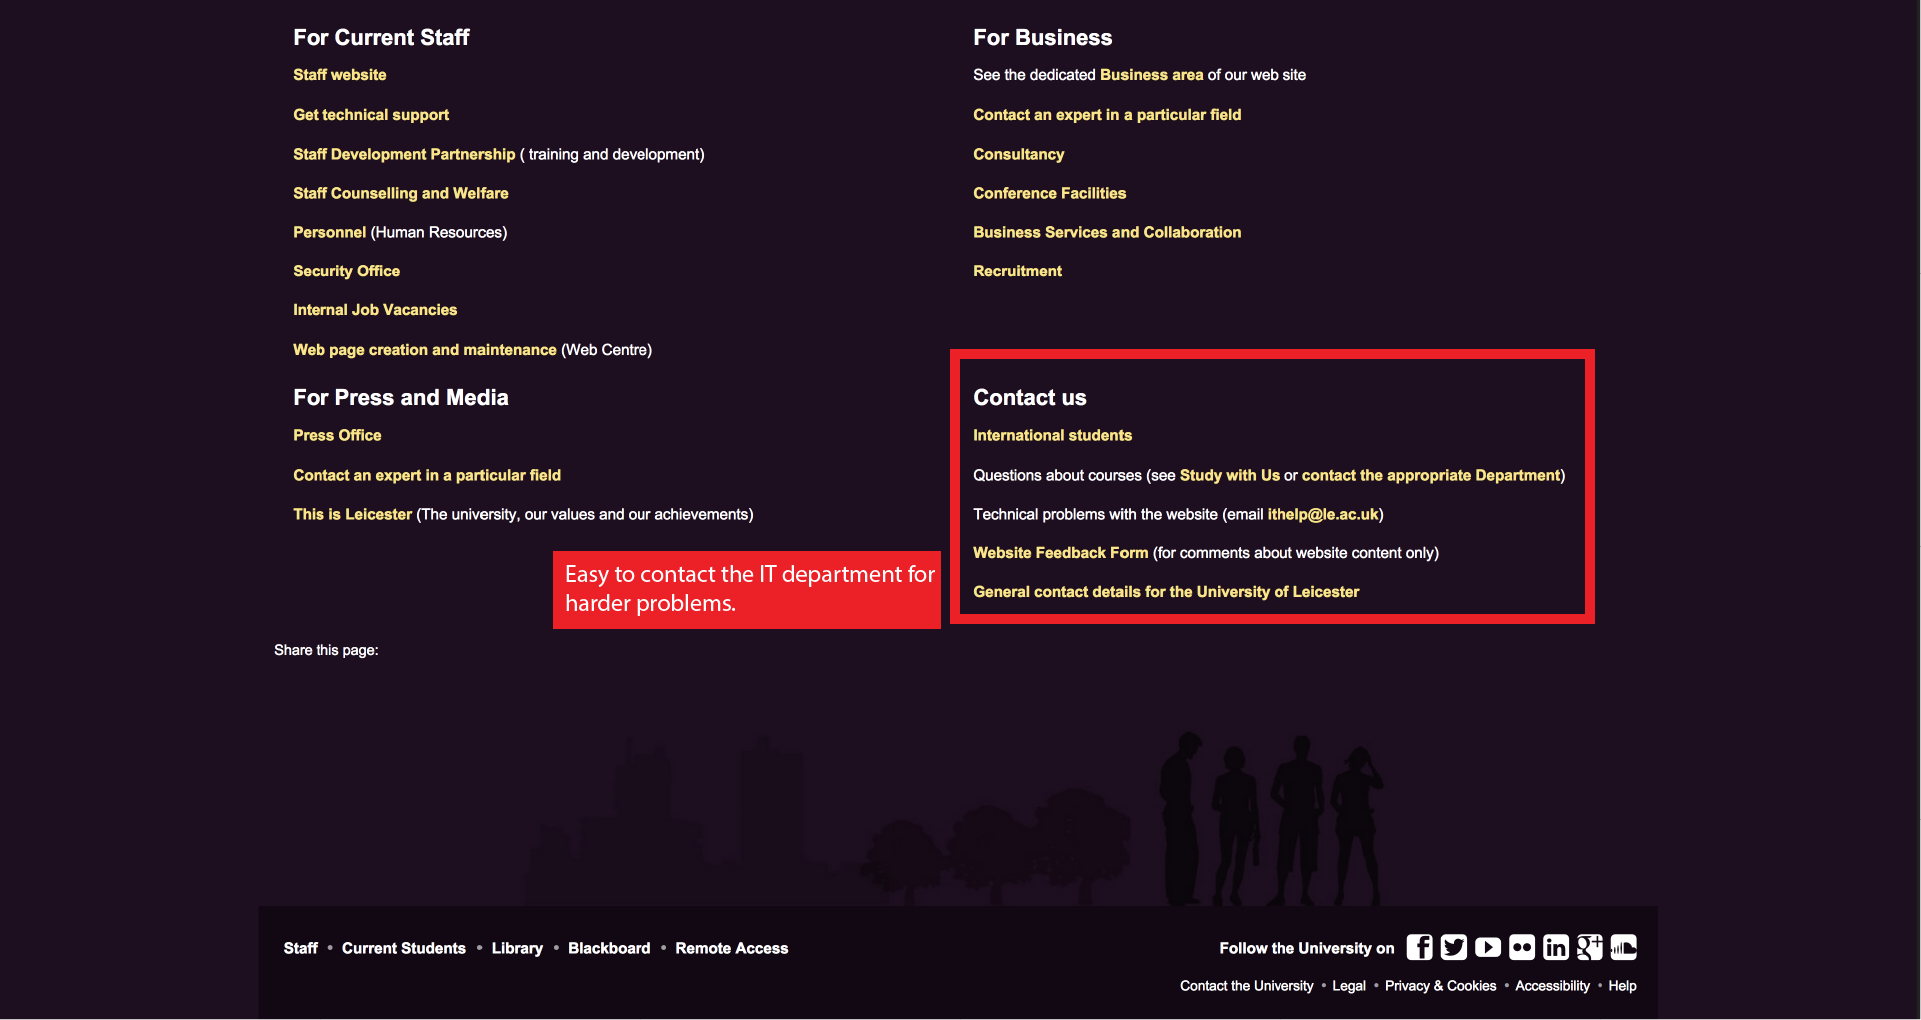 For Current Staff
Staff website
Get technical support
Staff Development Partnership ( training and development)
Staff Counselling and Welfare
Personnel (Human Resources)
Security Office
Internal Job Vacancies
Web page creation and maintenance (Web Centre)
For Business
See the dedicated Business area of our web site
Contact an expert in a particular field
Consultancy
Conference Facilities
Business Services and Collaboration
Recruitment
For Press and Media
Press Office
Contact an expert in a particular field
This is Leicester (The university, our values and our achievements)
Contact us
International students
Questions about courses (see Study with Us or contact the appropriate Department)
Technical problems with the website (email ithelp@le.ac.uk)
Website Feedback Form (for comments about website content only)
General contact details for the University of Leicester
Easy to contact the IT department for
harder problems.
Share this page:
Staff • Current Students • Library • Blackboard • Remote Access
Follow the University on
Contact the University • Legal • Privacy & Cookies • Accessibility • Help